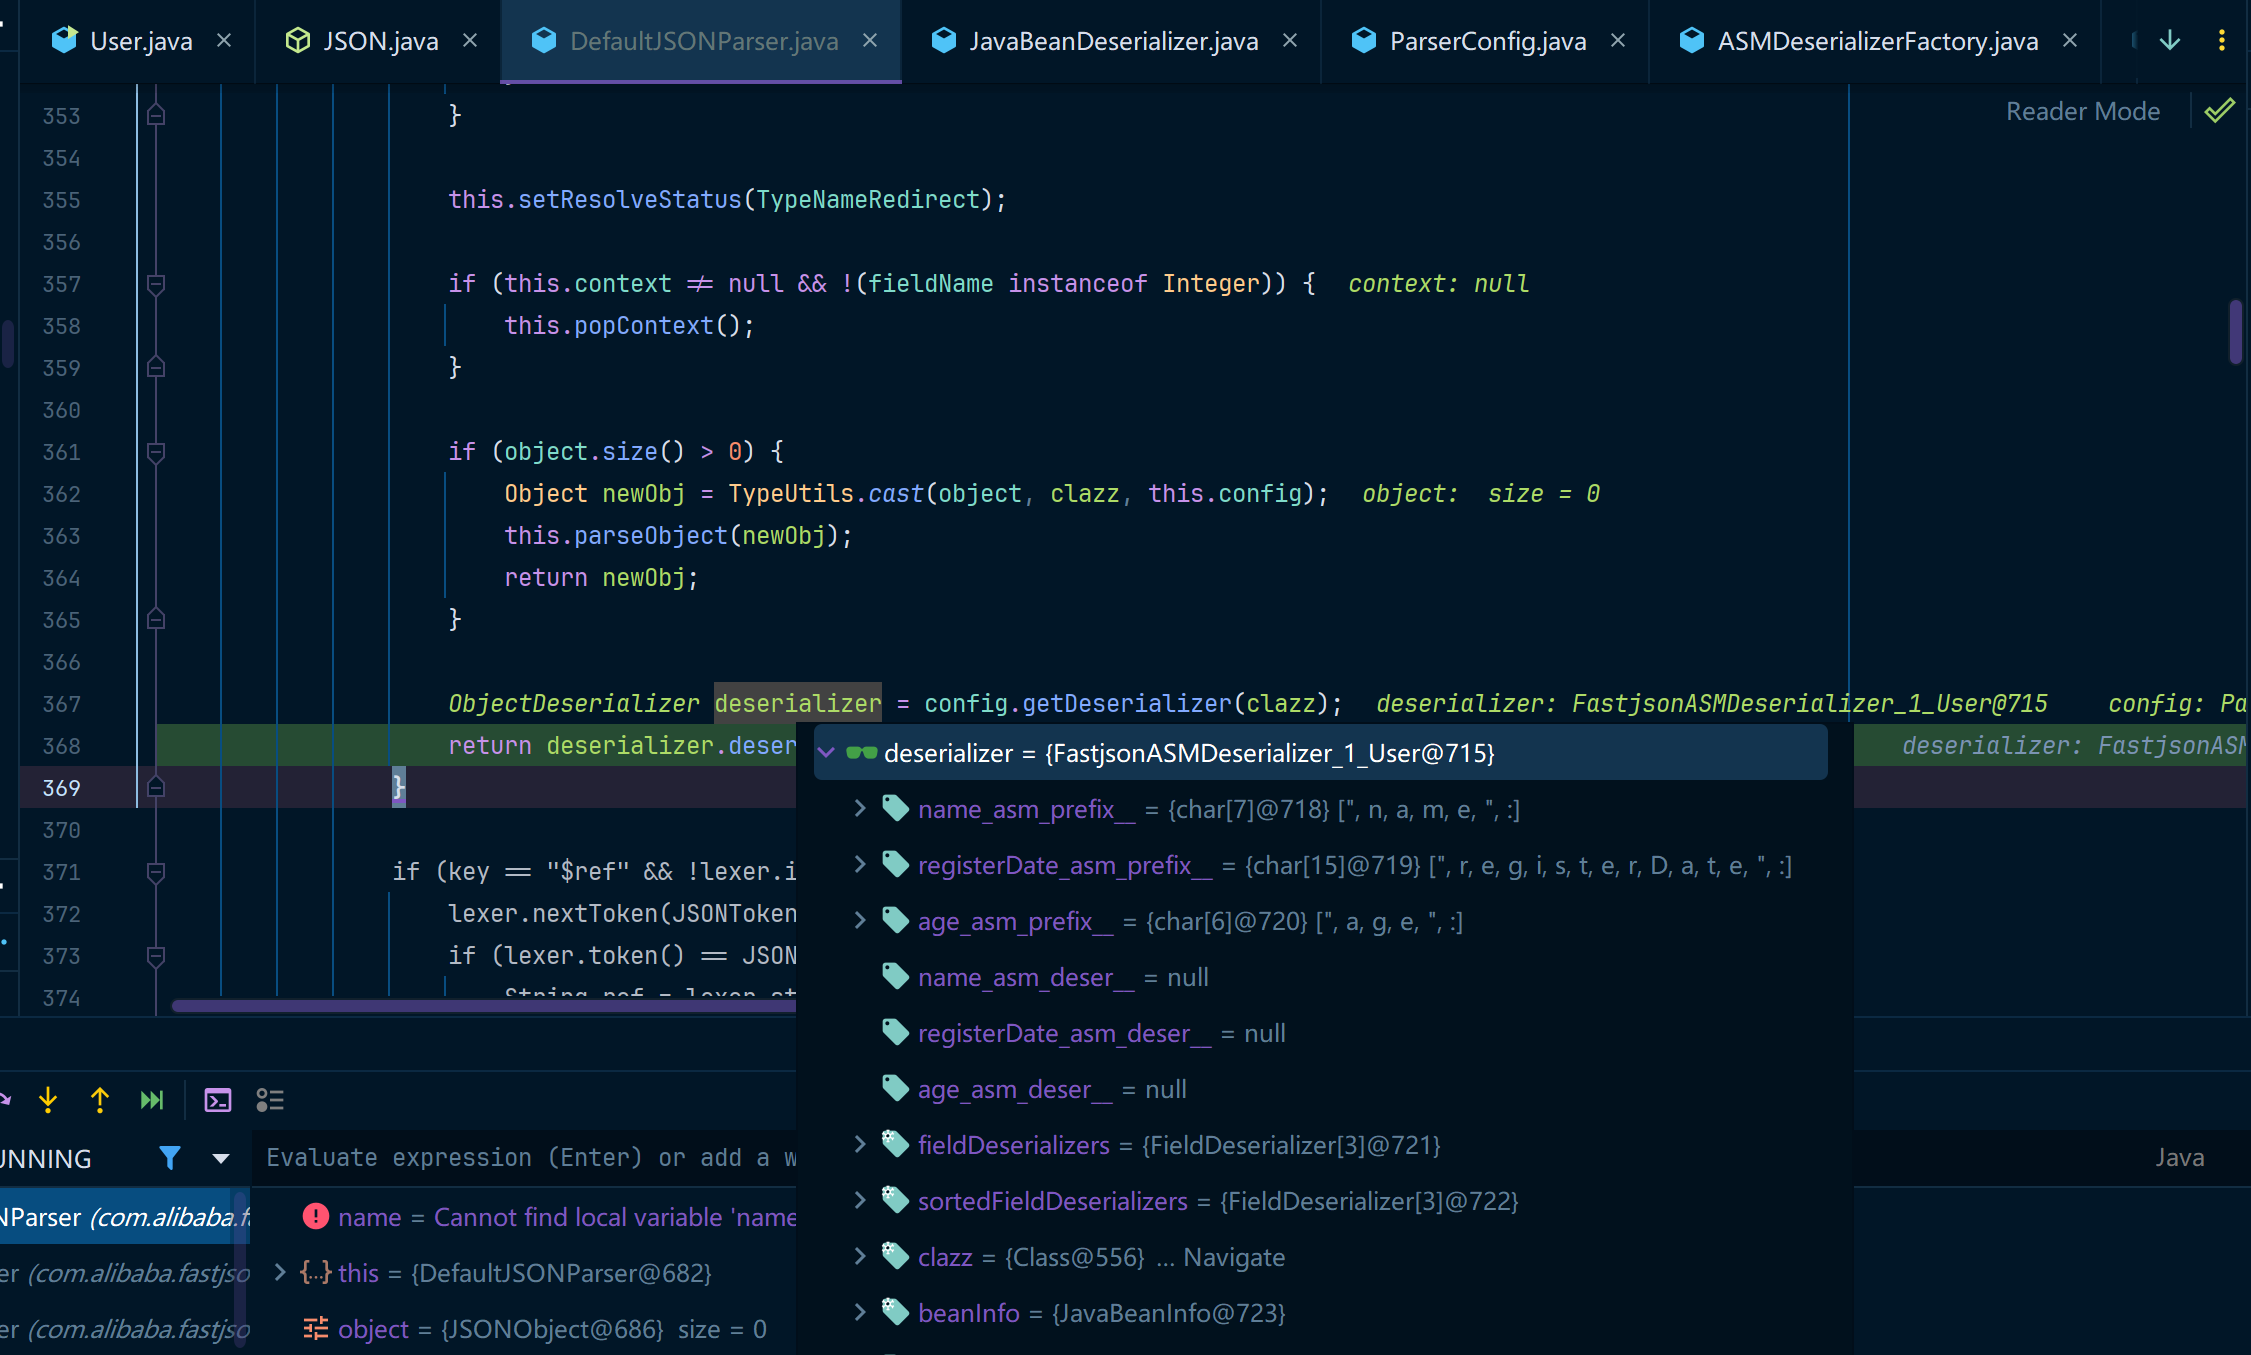 User.java
JSON.java
DefaultJSONParser.java
JavaBeanDeserializer.java
ParserConfig.java
ASMDeserializerFactory.java
Reader Mode
353 }
354
355 this.setResolveStatus(TypeNameRedirect);
356
357 if (this.context ≠ null && !(fieldName instanceof Integer)) { context: null
358 this.popContext();
359 }
360
361 if (object.size() > 0) {
362 Object newObj = TypeUtils.cast(object, clazz, this.config); object: size = 0
363 this.parseObject(newObj);
364 return newObj;
365 }
366
367 ObjectDeserializer deserializer = config.getDeserializer(clazz); deserializer: FastjsonASMDeserializer_1_User@715 config: Pa
368 return deserializer.deser deserializer: FastjsonASM
369 }
370
371 if (key == "$ref" && !lexer.i
372 lexer.nextToken(JSONToken
373 if (lexer.token() == JSON
374 String ref = lexer.st
deserializer = {FastjsonASMDeserializer_1_User@715}
name_asm_prefix__ = {char[7]@718} [", n, a, m, e, ", :]
registerDate_asm_prefix__ = {char[15]@719} [", r, e, g, i, s, t, e, r, D, a, t, e, ", :]
age_asm_prefix__ = {char[6]@720} [", a, g, e, ", :]
name_asm_deser__ = null
registerDate_asm_deser__ = null
age_asm_deser__ = null
fieldDeserializers = {FieldDeserializer[3]@721}
sortedFieldDeserializers = {FieldDeserializer[3]@722}
clazz = {Class@556} ... Navigate
beanInfo = {JavaBeanInfo@723}
UNNING
Evaluate expression (Enter) or add a w
Java
NParser (com.alibaba.fa
er (com.alibaba.fastjso
er (com.alibaba.fastjso
name = Cannot find local variable 'name
this = {DefaultJSONParser@682}
object = {JSONObject@686} size = 0